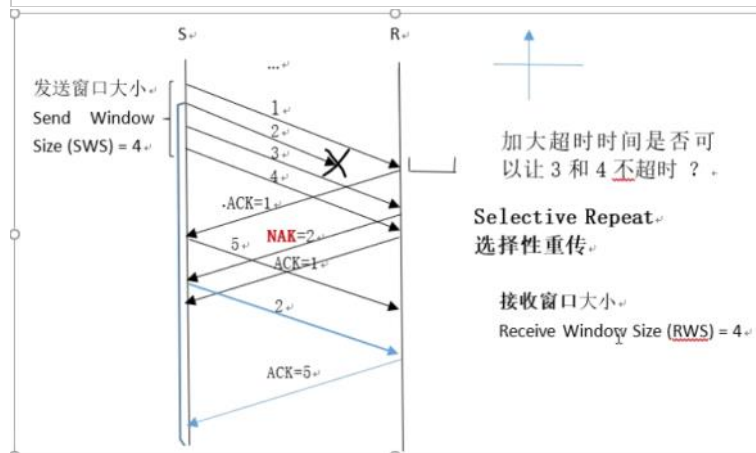 S
R
...
发送窗口大小
Send Window
Size (SWS) = 4
1
2
3
4
.ACK=1
NAK=2
5
ACK=1
2
ACK=5
加大超时时间是否可
以让 3 和 4 不超时 ?
Selective Repeat
选择性重传
接收窗口大小
Receive Window Size (RWS) = 4